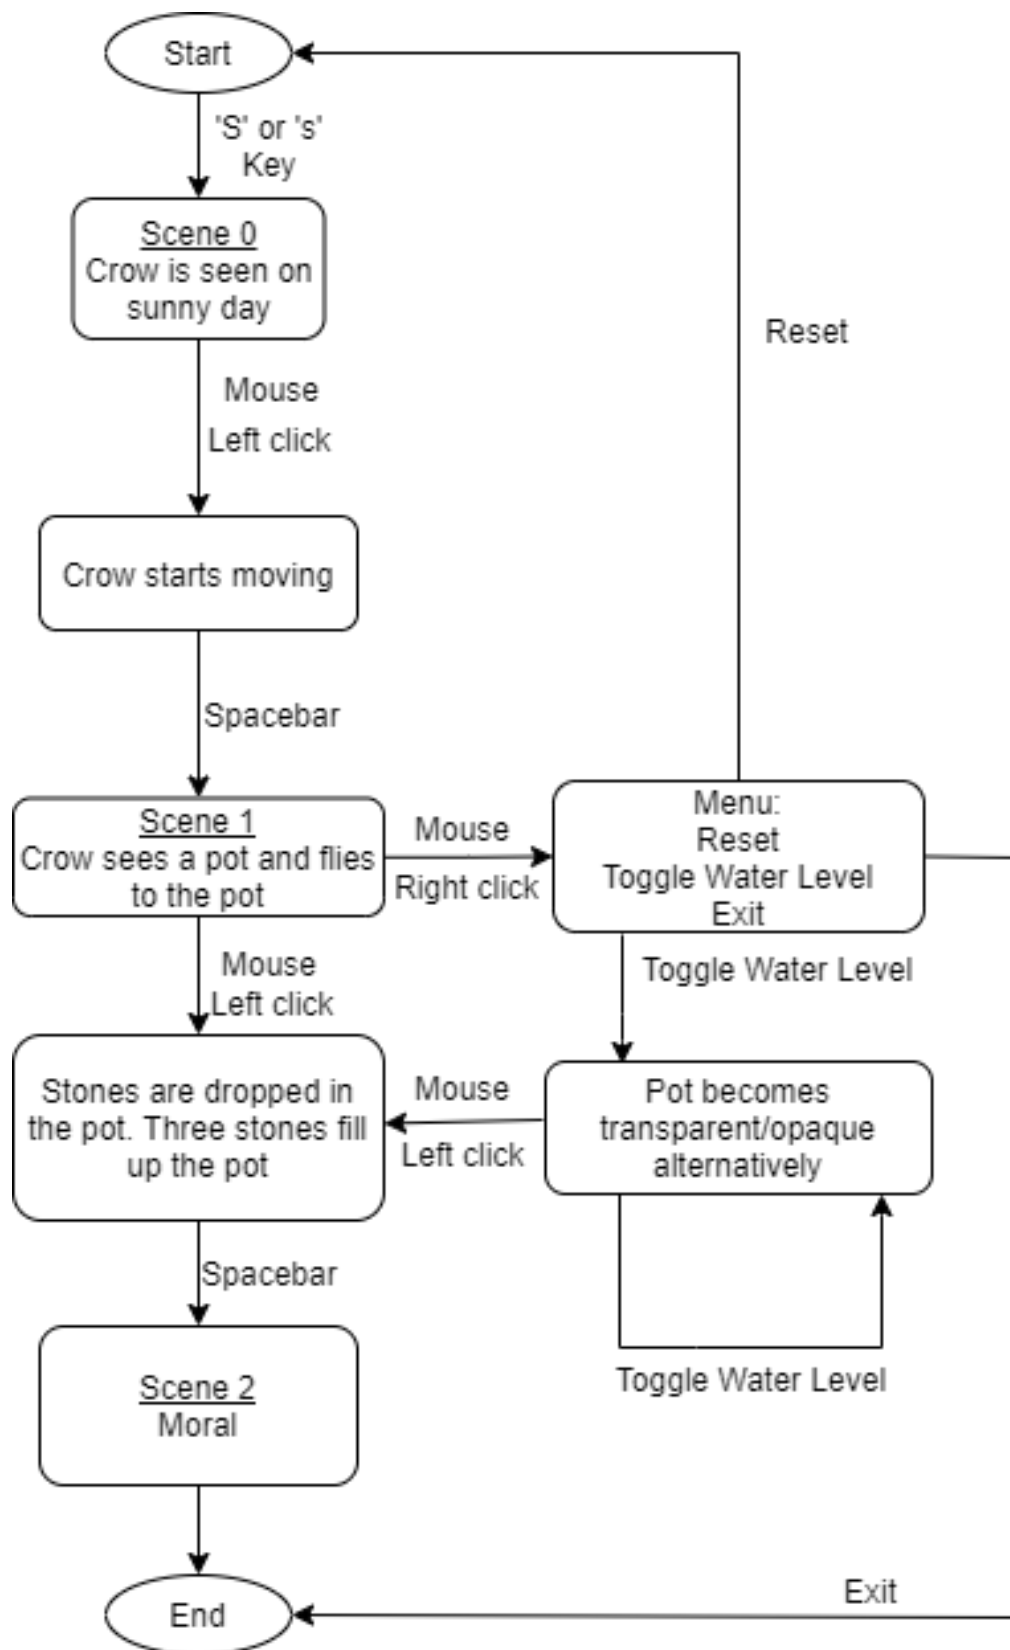 Start
'S' or 's'
Key
Scene 0
Crow is seen on
sunny day
Reset
Mouse
Left click
Crow starts moving
Spacebar
Scene 1
Crow sees a pot and flies
to the pot
Mouse
Right click
Menu:
Reset
Toggle Water Level
Exit
Mouse
Left click
Toggle Water Level
Stones are dropped in
the pot. Three stones fill
up the pot
Mouse
Left click
Pot becomes
transparent/opaque
alternatively
Spacebar
Toggle Water Level
Scene 2
Moral
Exit
End